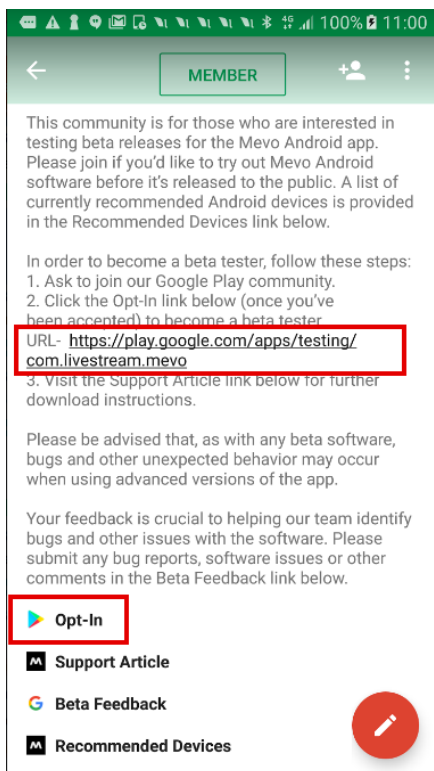 4G 100% 11:00
MEMBER
This community is for those who are interested in
testing beta releases for the Mevo Android app.
Please join if you'd like to try out Mevo Android
software before it's released to the public. A list of
currently recommended Android devices is provided
in the Recommended Devices link below.
In order to become a beta tester, follow these steps:
1. Ask to join our Google Play community.
2. Click the Opt-In link below (once you've
been accepted) to become a beta tester
URL- https://play.google.com/apps/testing/
com.livestream.mevo
3. Visit the Support Article link below for further
download instructions.
Please be advised that, as with any beta software,
bugs and other unexpected behavior may occur
when using advanced versions of the app.
Your feedback is crucial to helping our team identify
bugs and other issues with the software. Please
submit any bug reports, software issues or other
comments in the Beta Feedback link below.
Opt-In
Support Article
Beta Feedback
Recommended Devices